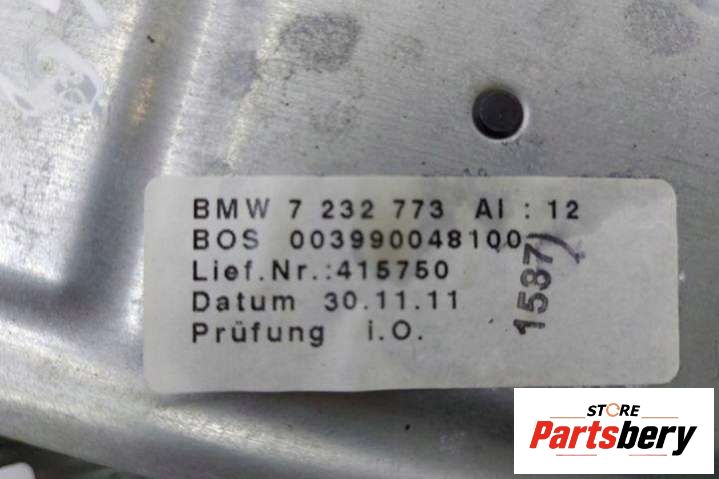 BMW 7 232 773 AI : 12
BOS 003990048100
Lief.Nr.:415750
Datum 30.11.11
Prüfung i.O.
1587)
STORE
Partsbery